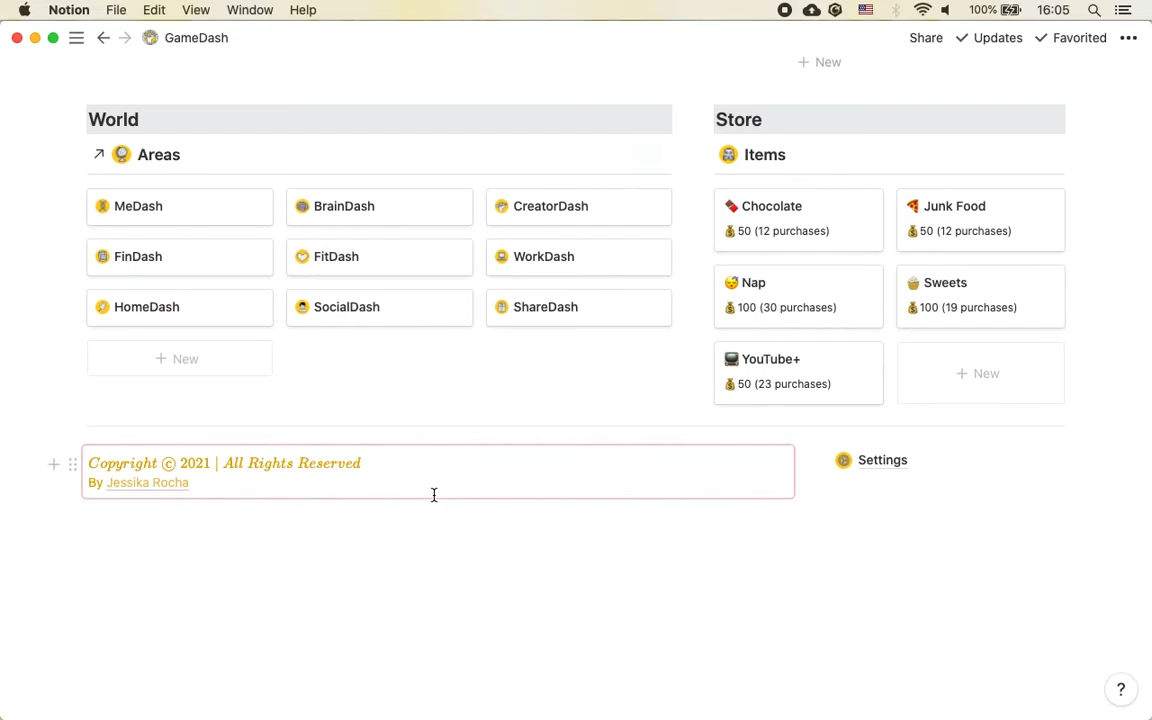 Notion File Edit View Window Help 100% 16:05
GameDash Share Updates Favorited
+ New
World
Areas
MeDash BrainDash CreatorDash
FinDash FitDash WorkDash
HomeDash SocialDash ShareDash
+ New
Store
Items
Chocolate Junk Food
50 (12 purchases) 50 (12 purchases)
Nap Sweets
100 (30 purchases) 100 (19 purchases)
YouTube+
50 (23 purchases)
+ New
Copyright © 2021 | All Rights Reserved
By Jessika Rocha
Settings
?